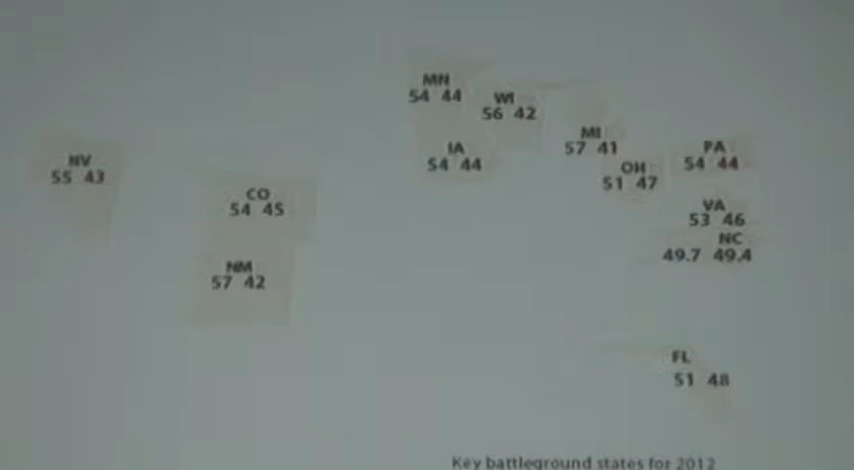 MN
54 44
WI
56 42
MI
57 41
IA
54 44
PA
54 44
OH
51 47
NV
55 43
CO
54 45
VA
53 46
NC
49.7 49.4
NM
57 42
FL
51 48
Key battleground states for 2012